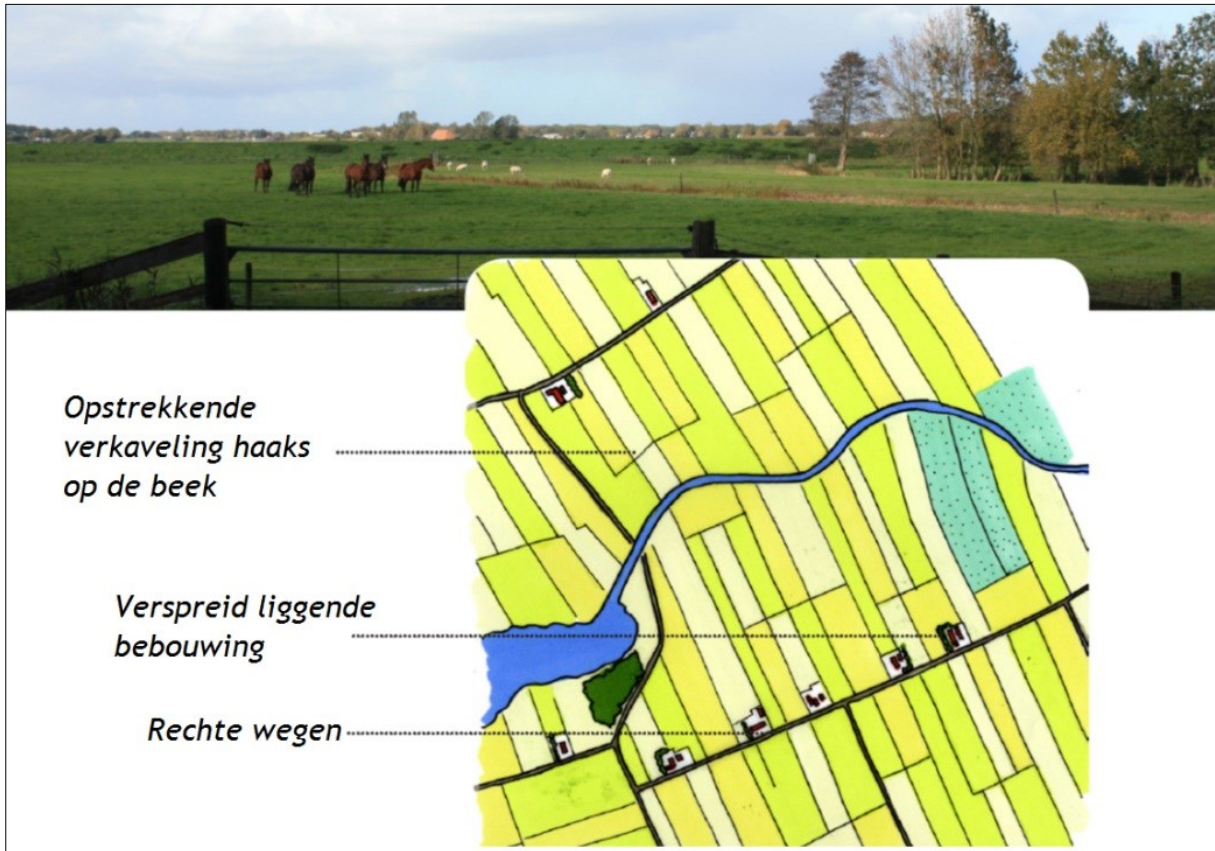 Opstrekkende
verkaveling haaks
op de beek
Verspreid liggende
bebouwing
Rechte wegen